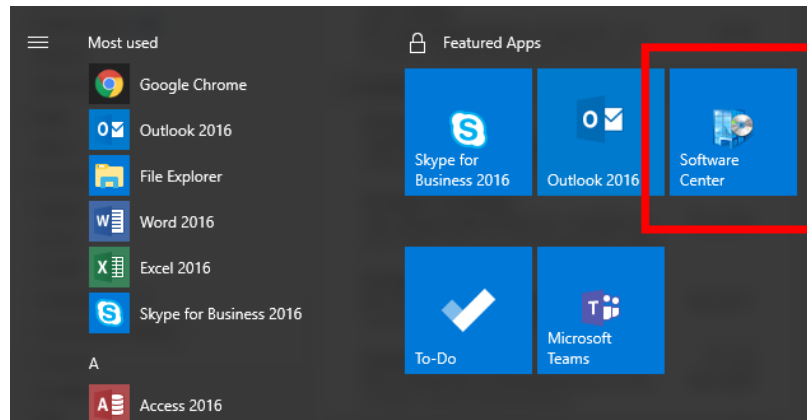 Most used
Google Chrome
Outlook 2016
File Explorer
Word 2016
Excel 2016
Skype for Business 2016
A
Access 2016
Featured Apps
Skype for
Business 2016
Outlook 2016
Software
Center
To-Do
Microsoft
Teams